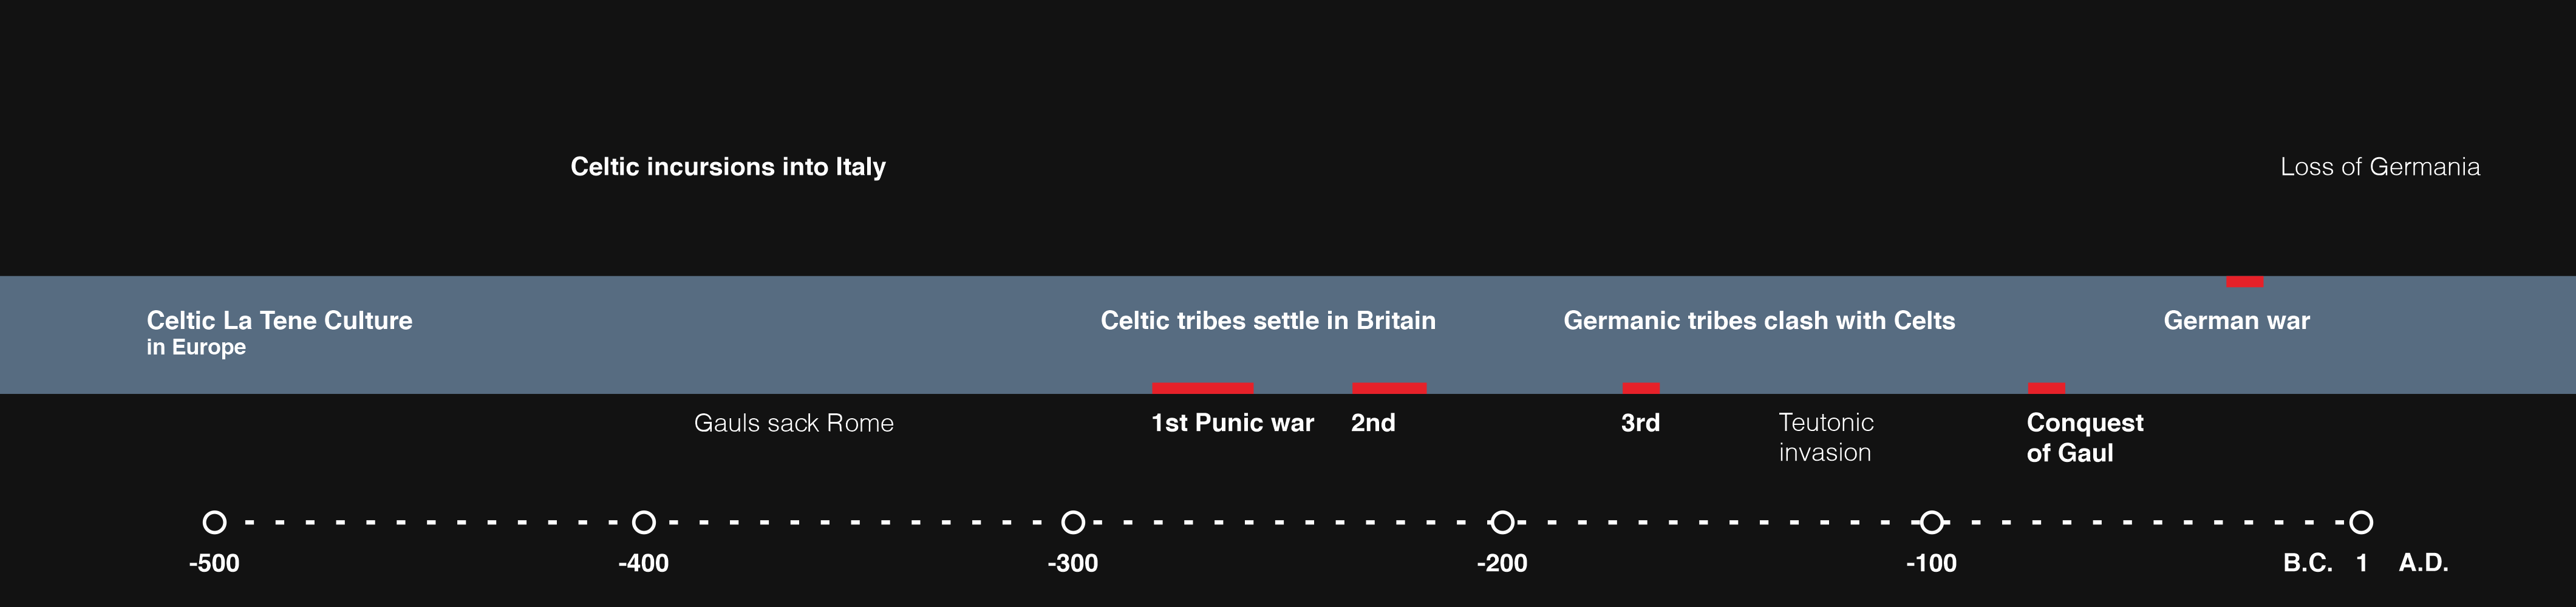 Celtic incursions into Italy
Loss of Germania
Celtic La Tene Culture
in Europe
Celtic tribes settle in Britain
Germanic tribes clash with Celts
German war
Gauls sack Rome
1st Punic war
2nd
3rd
Teutonic
invasion
Conquest
of Gaul
-500
-400
-300
-200
-100
B.C. 1 A.D.